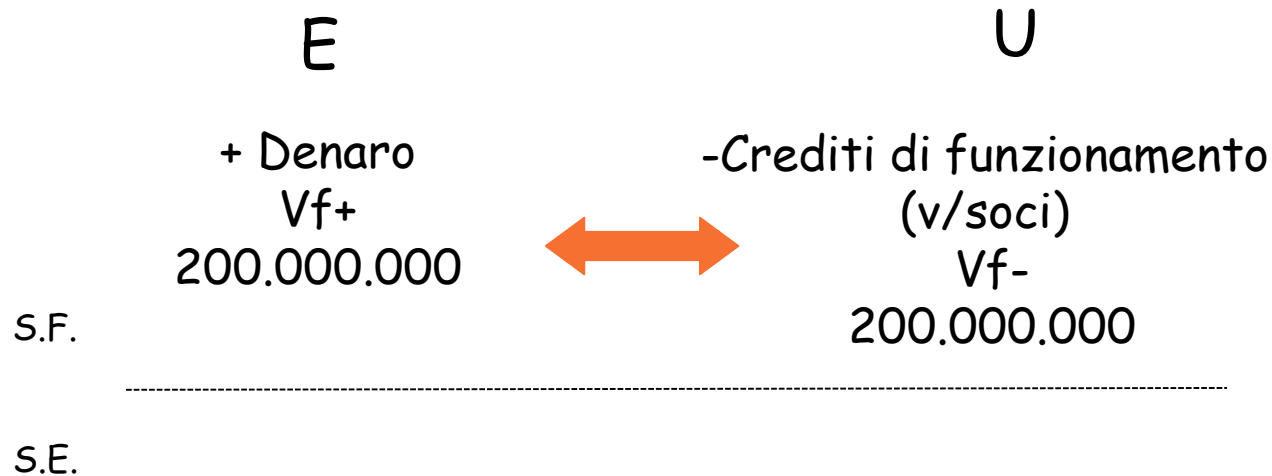 E
U
+ Denaro
Vf+
200.000.000
-Crediti di funzionamento
(v/soci)
Vf-
200.000.000
S.F.
S.E.